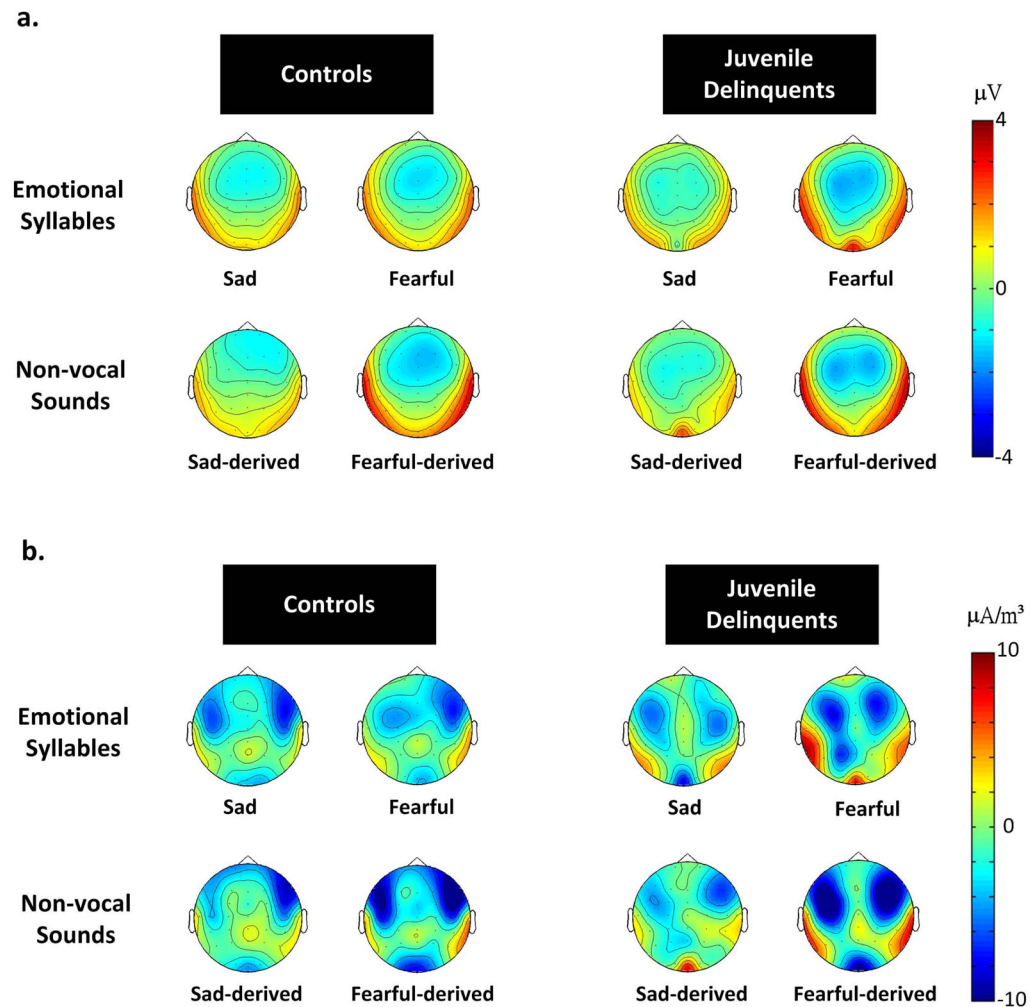 a.
Controls
Juvenile
Delinquents
μV
4
Emotional
Syllables
0
Sad
Fearful
Sad
Fearful
Non-vocal
Sounds
Sad-derived
Fearful-derived
Sad-derived
Fearful-derived
-4
b.
Controls
Juvenile
Delinquents
μA/m³
10
Emotional
Syllables
Sad
Fearful
Sad
Fearful
0
Non-vocal
Sounds
Sad-derived
Fearful-derived
Sad-derived
Fearful-derived
-10